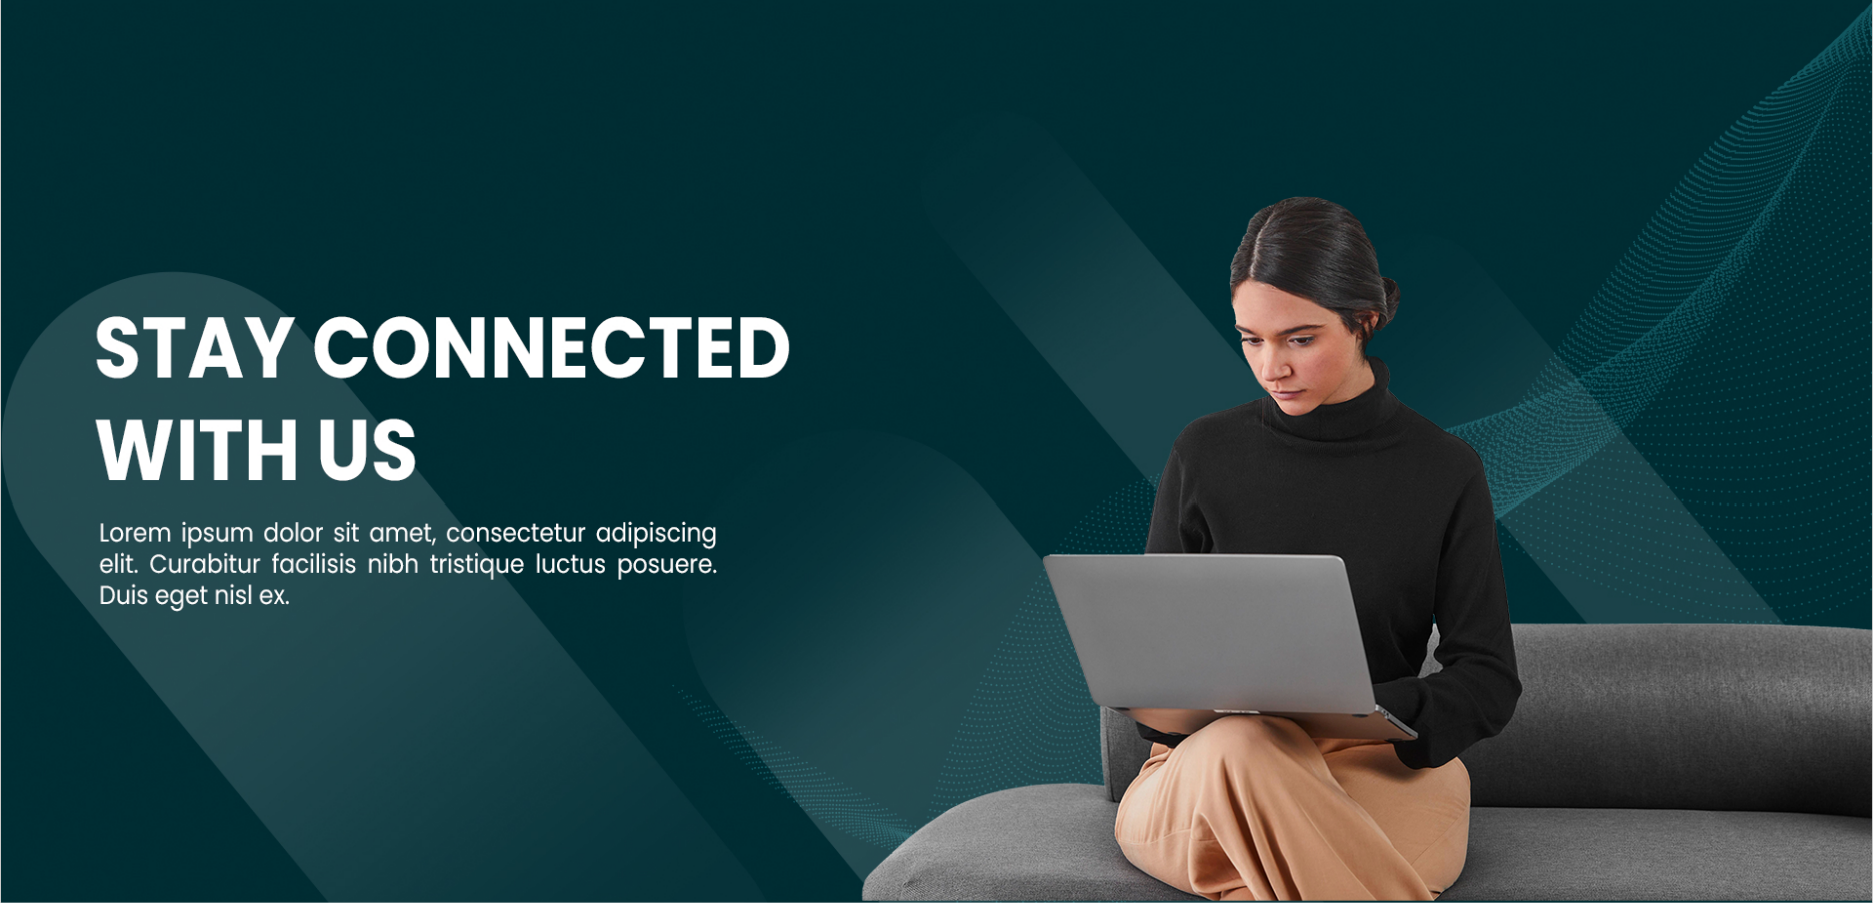 STAY CONNECTED
WITH US
Lorem ipsum dolor sit amet, consectetur adipiscing
elit. Curabitur facilisis nibh tristique luctus posuere.
Duis eget nisl ex.